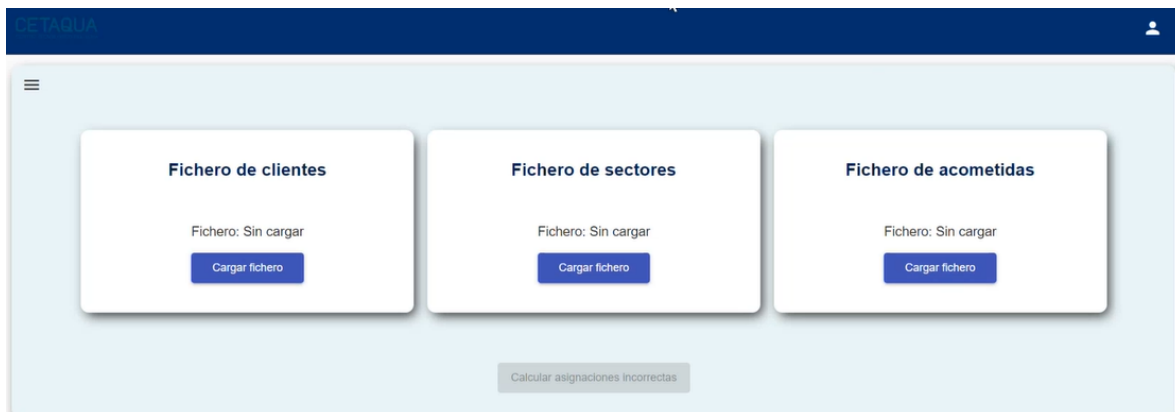 CETAQUA
Fichero de clientes
Fichero: Sin cargar
Cargar fichero
Fichero de sectores
Fichero: Sin cargar
Cargar fichero
Fichero de acometidas
Fichero: Sin cargar
Cargar fichero
Calcular asignaciones incorrectas